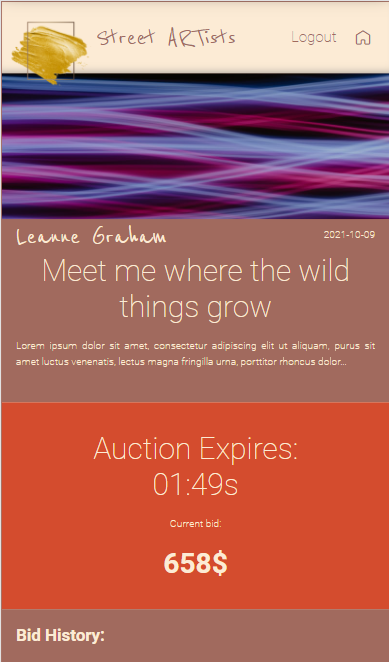 Street ARTists
Logout
Leanne Graham
2021-10-09
Meet me where the wild
things grow
Lorem ipsum dolor sit amet, consectetur adipiscing elit ut aliquam, purus sit
amet luctus venenatis, lectus magna fringilla urna, porttitor rhoncus dolor...
Auction Expires:
01:49s
Current bid:
658$
Bid History: